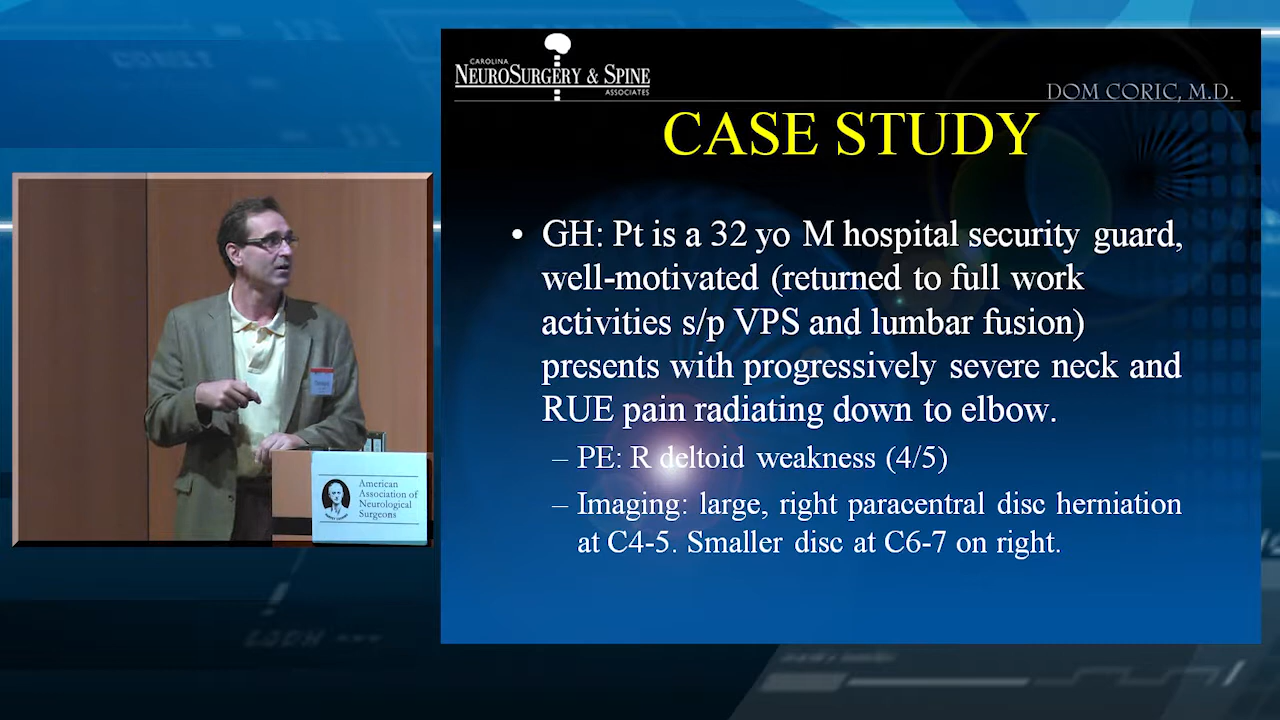 CAROLINA
NEUROSURGERY & SPINE
ASSOCIATES
DOM CORIC, M.D.
CASE STUDY
• GH: Pt is a 32 yo M hospital security guard,
well-motivated (returned to full work
activities s/p VPS and lumbar fusion)
presents with progressively severe neck and
RUE pain radiating down to elbow.
– PE: R deltoid weakness (4/5)
– Imaging: large, right paracentral disc herniation
at C4-5. Smaller disc at C6-7 on right.
American
Association of
Neurological
Surgeons